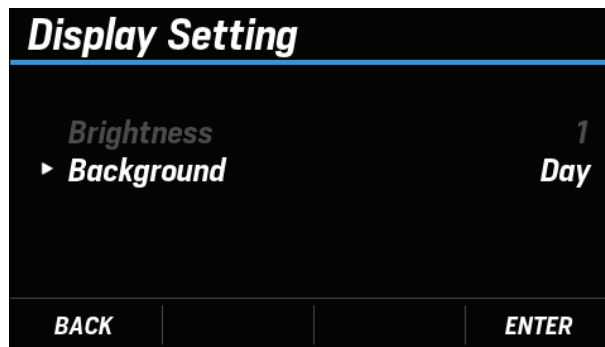 Display Setting
Brightness 1
Background Day
BACK ENTER